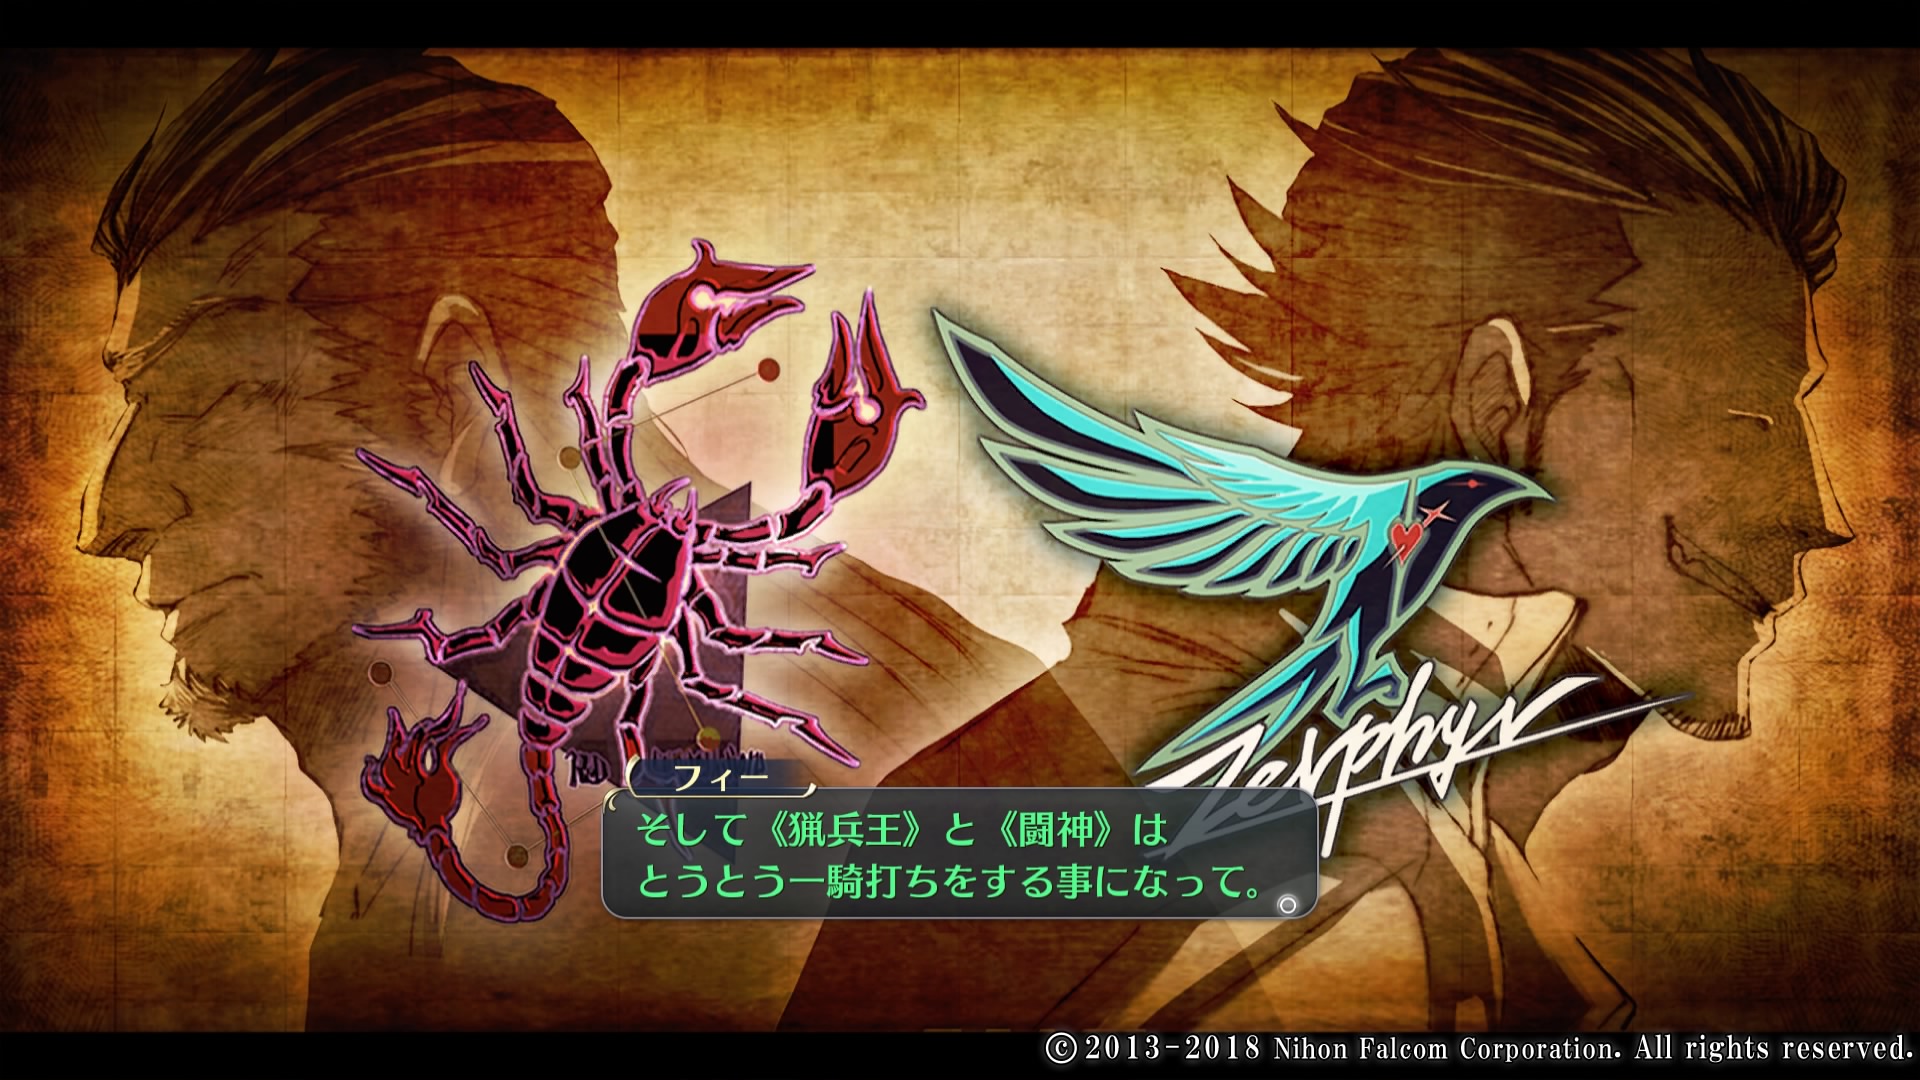 Zephyr
RED
フィー
そして《猟兵王》と《闘神》は
とうとう一騎打ちをする事になって。
©2013-2018 Nihon Falcom Corporation. All rights reserved.